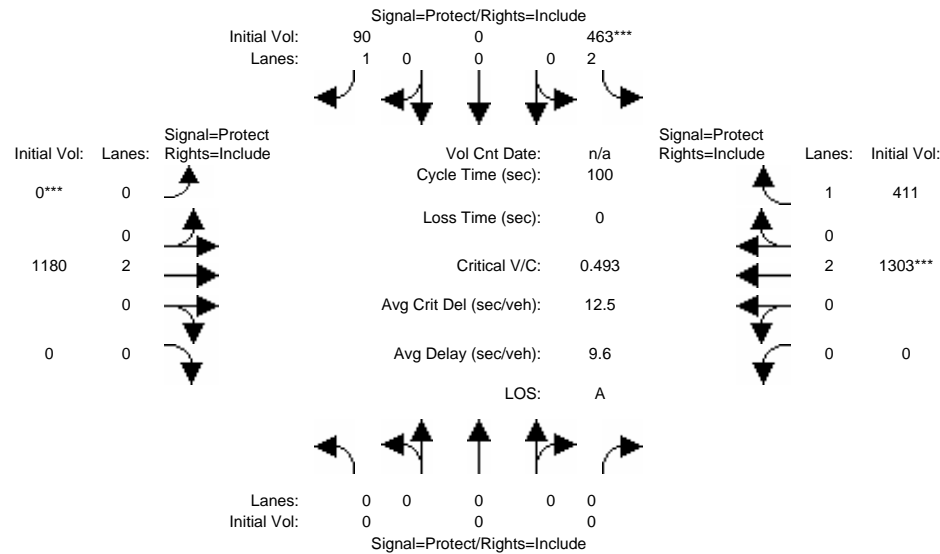 Signal=Protect/Rights=Include
Initial Vol: 90 0 463***
Lanes: 1 0 0 0 2
Signal=Protect
Initial Vol: Lanes: Rights=Include
Vol Cnt Date: n/a
Signal=Protect
Rights=Include Lanes: Initial Vol:
Cycle Time (sec): 100
0*** 0
1 411
Loss Time (sec): 0
0
0
1180 2
Critical V/C: 0.493
2 1303***
0
Avg Crit Del (sec/veh): 12.5
0
0 0
Avg Delay (sec/veh): 9.6
0 0
LOS: A
Lanes: 0 0 0 0 0
Initial Vol: 0 0 0
Signal=Protect/Rights=Include